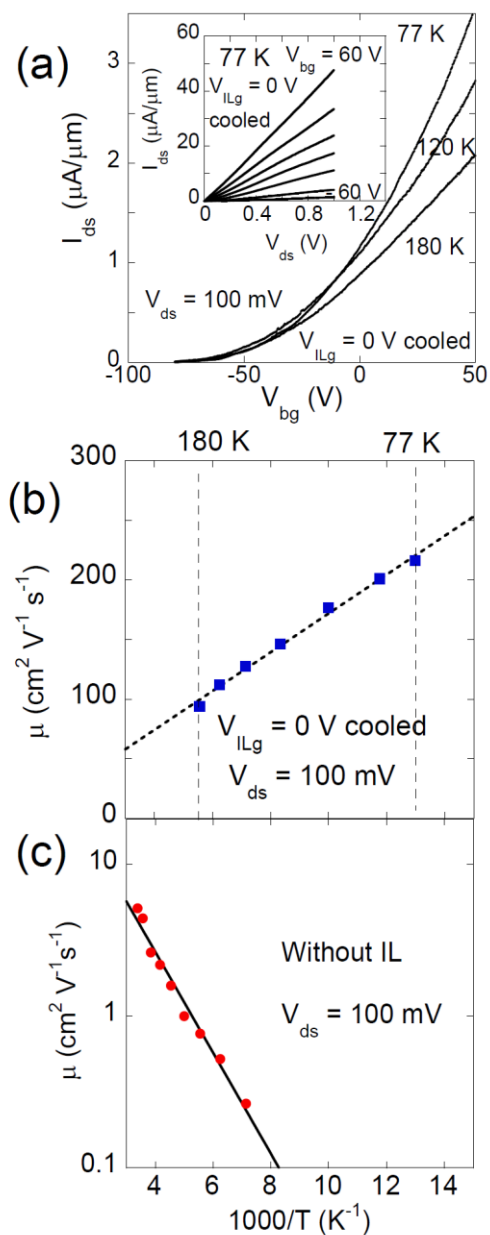 (a)
3
2
1
0
I_ds (μA/μm)
-100
-50
0
50
V_bg (V)
77 K
120 K
180 K
V_ds = 100 mV
V_ILg = 0 V cooled
60
40
20
0
I_ds (μA/μm)
77 K
V_bg = 60 V
V_ILg = 0 V
cooled
-60 V
0
0.4
0.8
1.2
V_ds (V)
(b)
180 K
77 K
300
200
100
0
μ (cm² V⁻¹ s⁻¹)
V_ILg = 0 V cooled
V_ds = 100 mV
(c)
10
1
0.1
μ (cm² V⁻¹s⁻¹)
Without IL
V_ds = 100 mV
4
6
8
10
12
14
1000/T (K⁻¹)